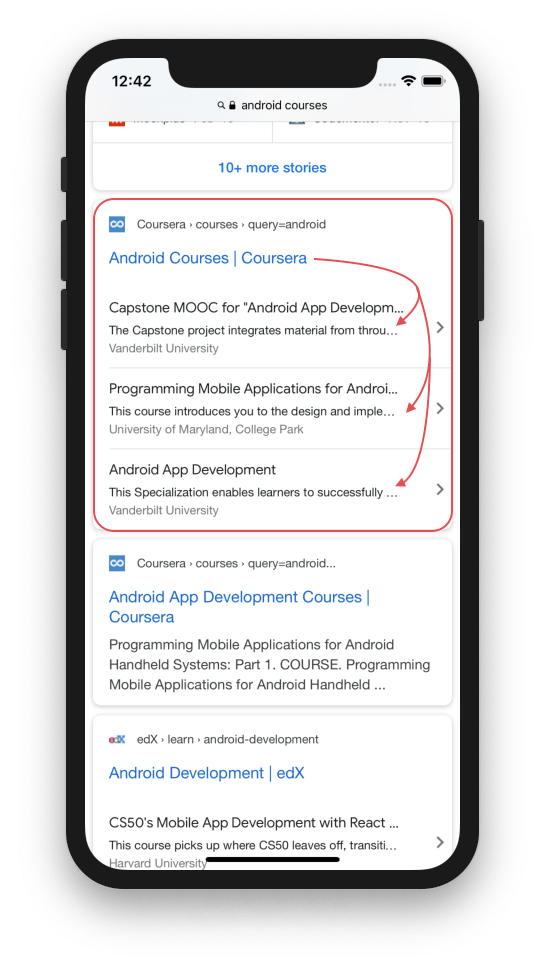 12:42
android courses
10+ more stories
Coursera › courses › query=android
Android Courses | Coursera
Capstone MOOC for "Android App Developm...
The Capstone project integrates material from throu...
Vanderbilt University
Programming Mobile Applications for Androi...
This course introduces you to the design and imple...
University of Maryland, College Park
Android App Development
This Specialization enables learners to successfully ...
Vanderbilt University
Coursera › courses › query=android...
Android App Development Courses |
Coursera
Programming Mobile Applications for Android
Handheld Systems: Part 1. COURSE. Programming
Mobile Applications for Android Handheld ...
edX edX › learn › android-development
Android Development | edX
CS50's Mobile App Development with React ...
This course picks up where CS50 leaves off, transiti...
Harvard University